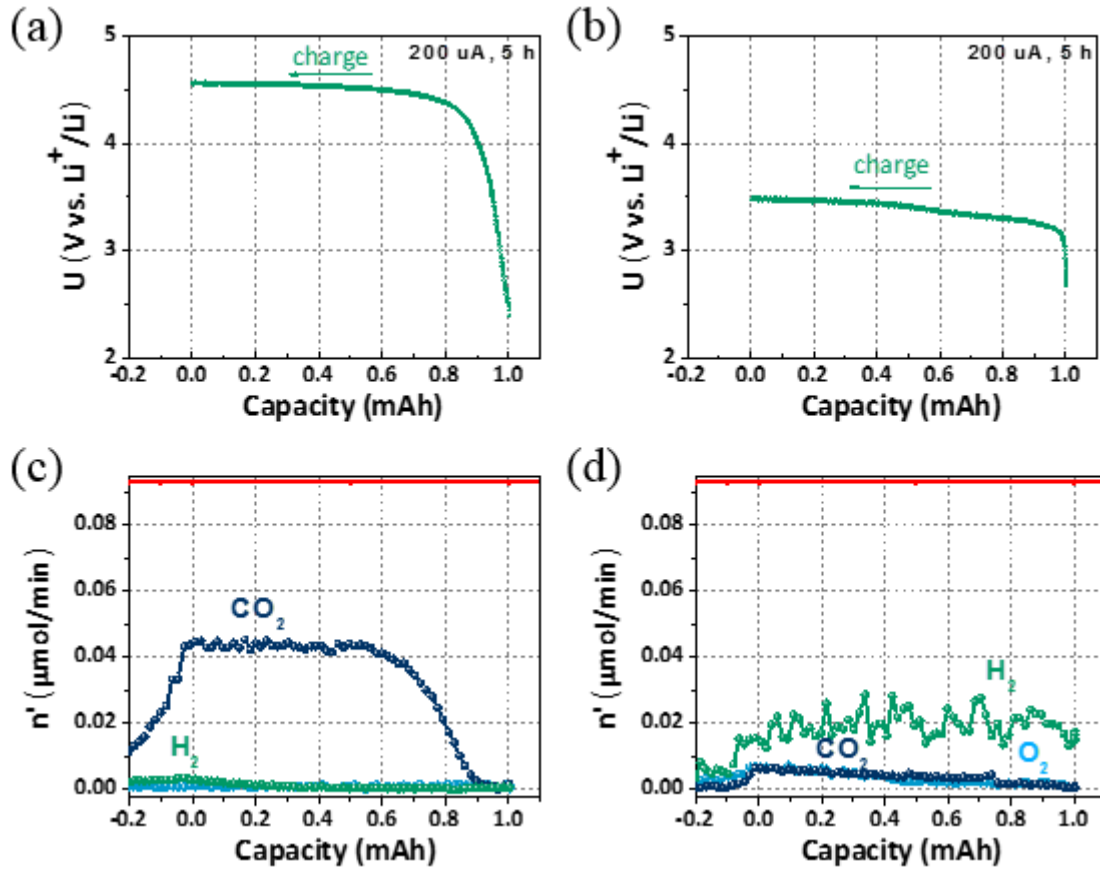 (a)
200 uA, 5 h
charge
U (V vs. Li+/Li)
5
4
3
2
-0.2 0.0 0.2 0.4 0.6 0.8 1.0
Capacity (mAh)
(b)
200 uA, 5 h
charge
U (V vs. Li+/Li)
5
4
3
2
-0.2 0.0 0.2 0.4 0.6 0.8 1.0
Capacity (mAh)
(c)
n' (μmol/min)
0.08
0.06
0.04
0.02
0.00
CO2
H2
-0.2 0.0 0.2 0.4 0.6 0.8 1.0
Capacity (mAh)
(d)
n' (μmol/min)
0.08
0.06
0.04
0.02
0.00
H2
CO2
O2
-0.2 0.0 0.2 0.4 0.6 0.8 1.0
Capacity (mAh)